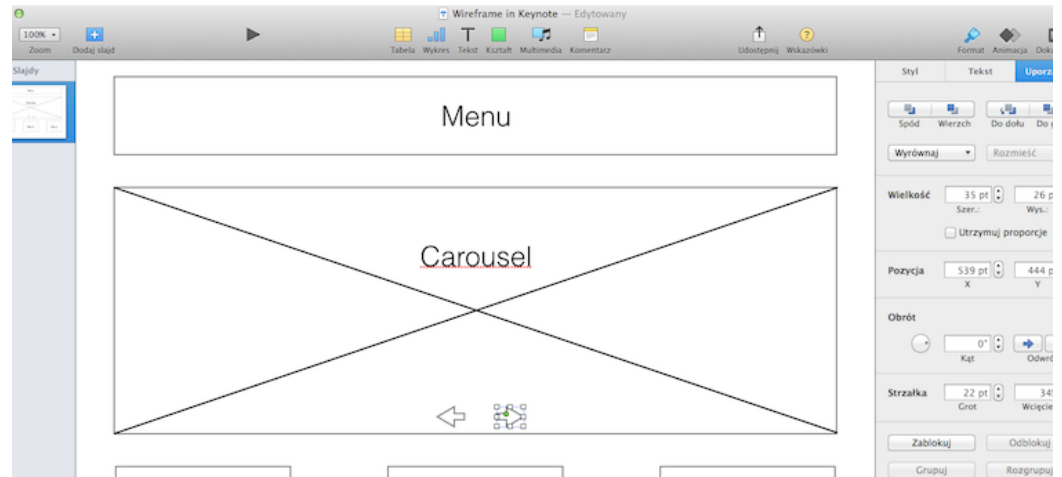 Wireframe in Keynote — Edytowany
100%
Zoom
Dodaj slajd
Tabela Wykres Tekst Kształt Multimedia Komentarz
Udostępnij Wskazówki
Format Animacja
Slajdy
Styl Tekst
Menu
Spód Wierzch Do dołu Do
Wyrównaj Rozmieść
Wielkość 35 pt 26
Szer.: Wys.:
Utrzymuj proporcje
Carousel
Pozycja 539 pt 444
X Y
Obrót
0°
Kąt
Strzałka 22 pt
Grot Wcięcie
Zablokuj Odblokuj
Grupuj Rozgrupuj